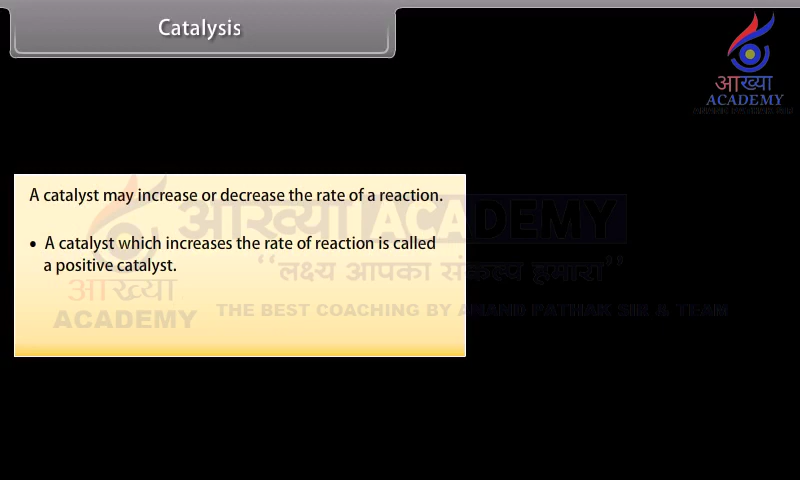 Catalysis
आख्या
ACADEMY
A catalyst may increase or decrease the rate of a reaction.
आख्या ACADEMY
• A catalyst which increases the rate of reaction is called
a positive catalyst.
‘‘लक्ष्य आपका संकल्प हमारा’’
आख्या
ACADEMY
THE BEST COACHING BY ANAND PATHAK SIR & TEAM